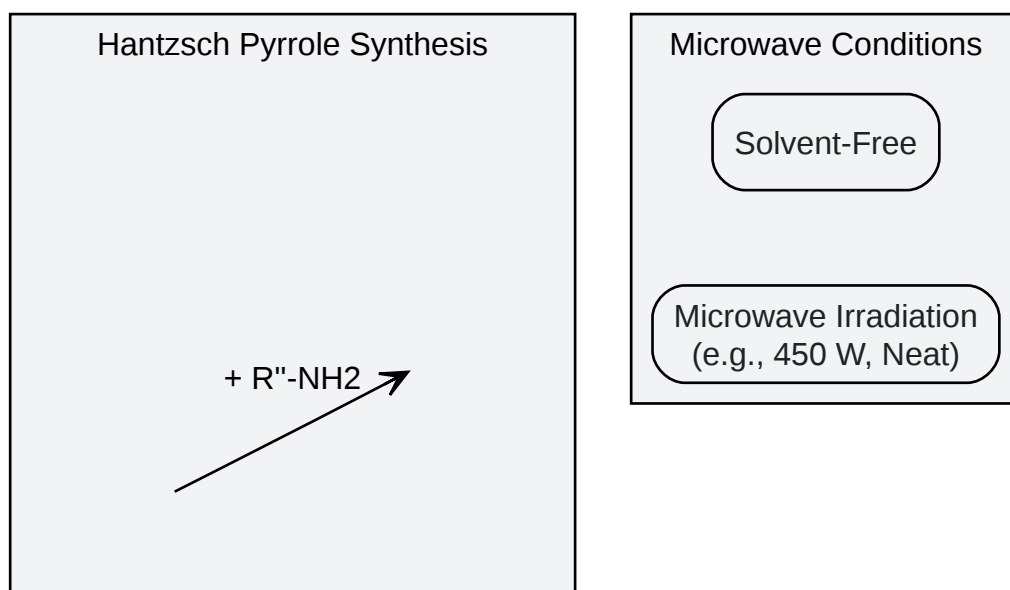 Hantzsch Pyrrole Synthesis
+ R"-NH2
Microwave Conditions
Solvent-Free
Microwave Irradiation
(e.g., 450 W, Neat)